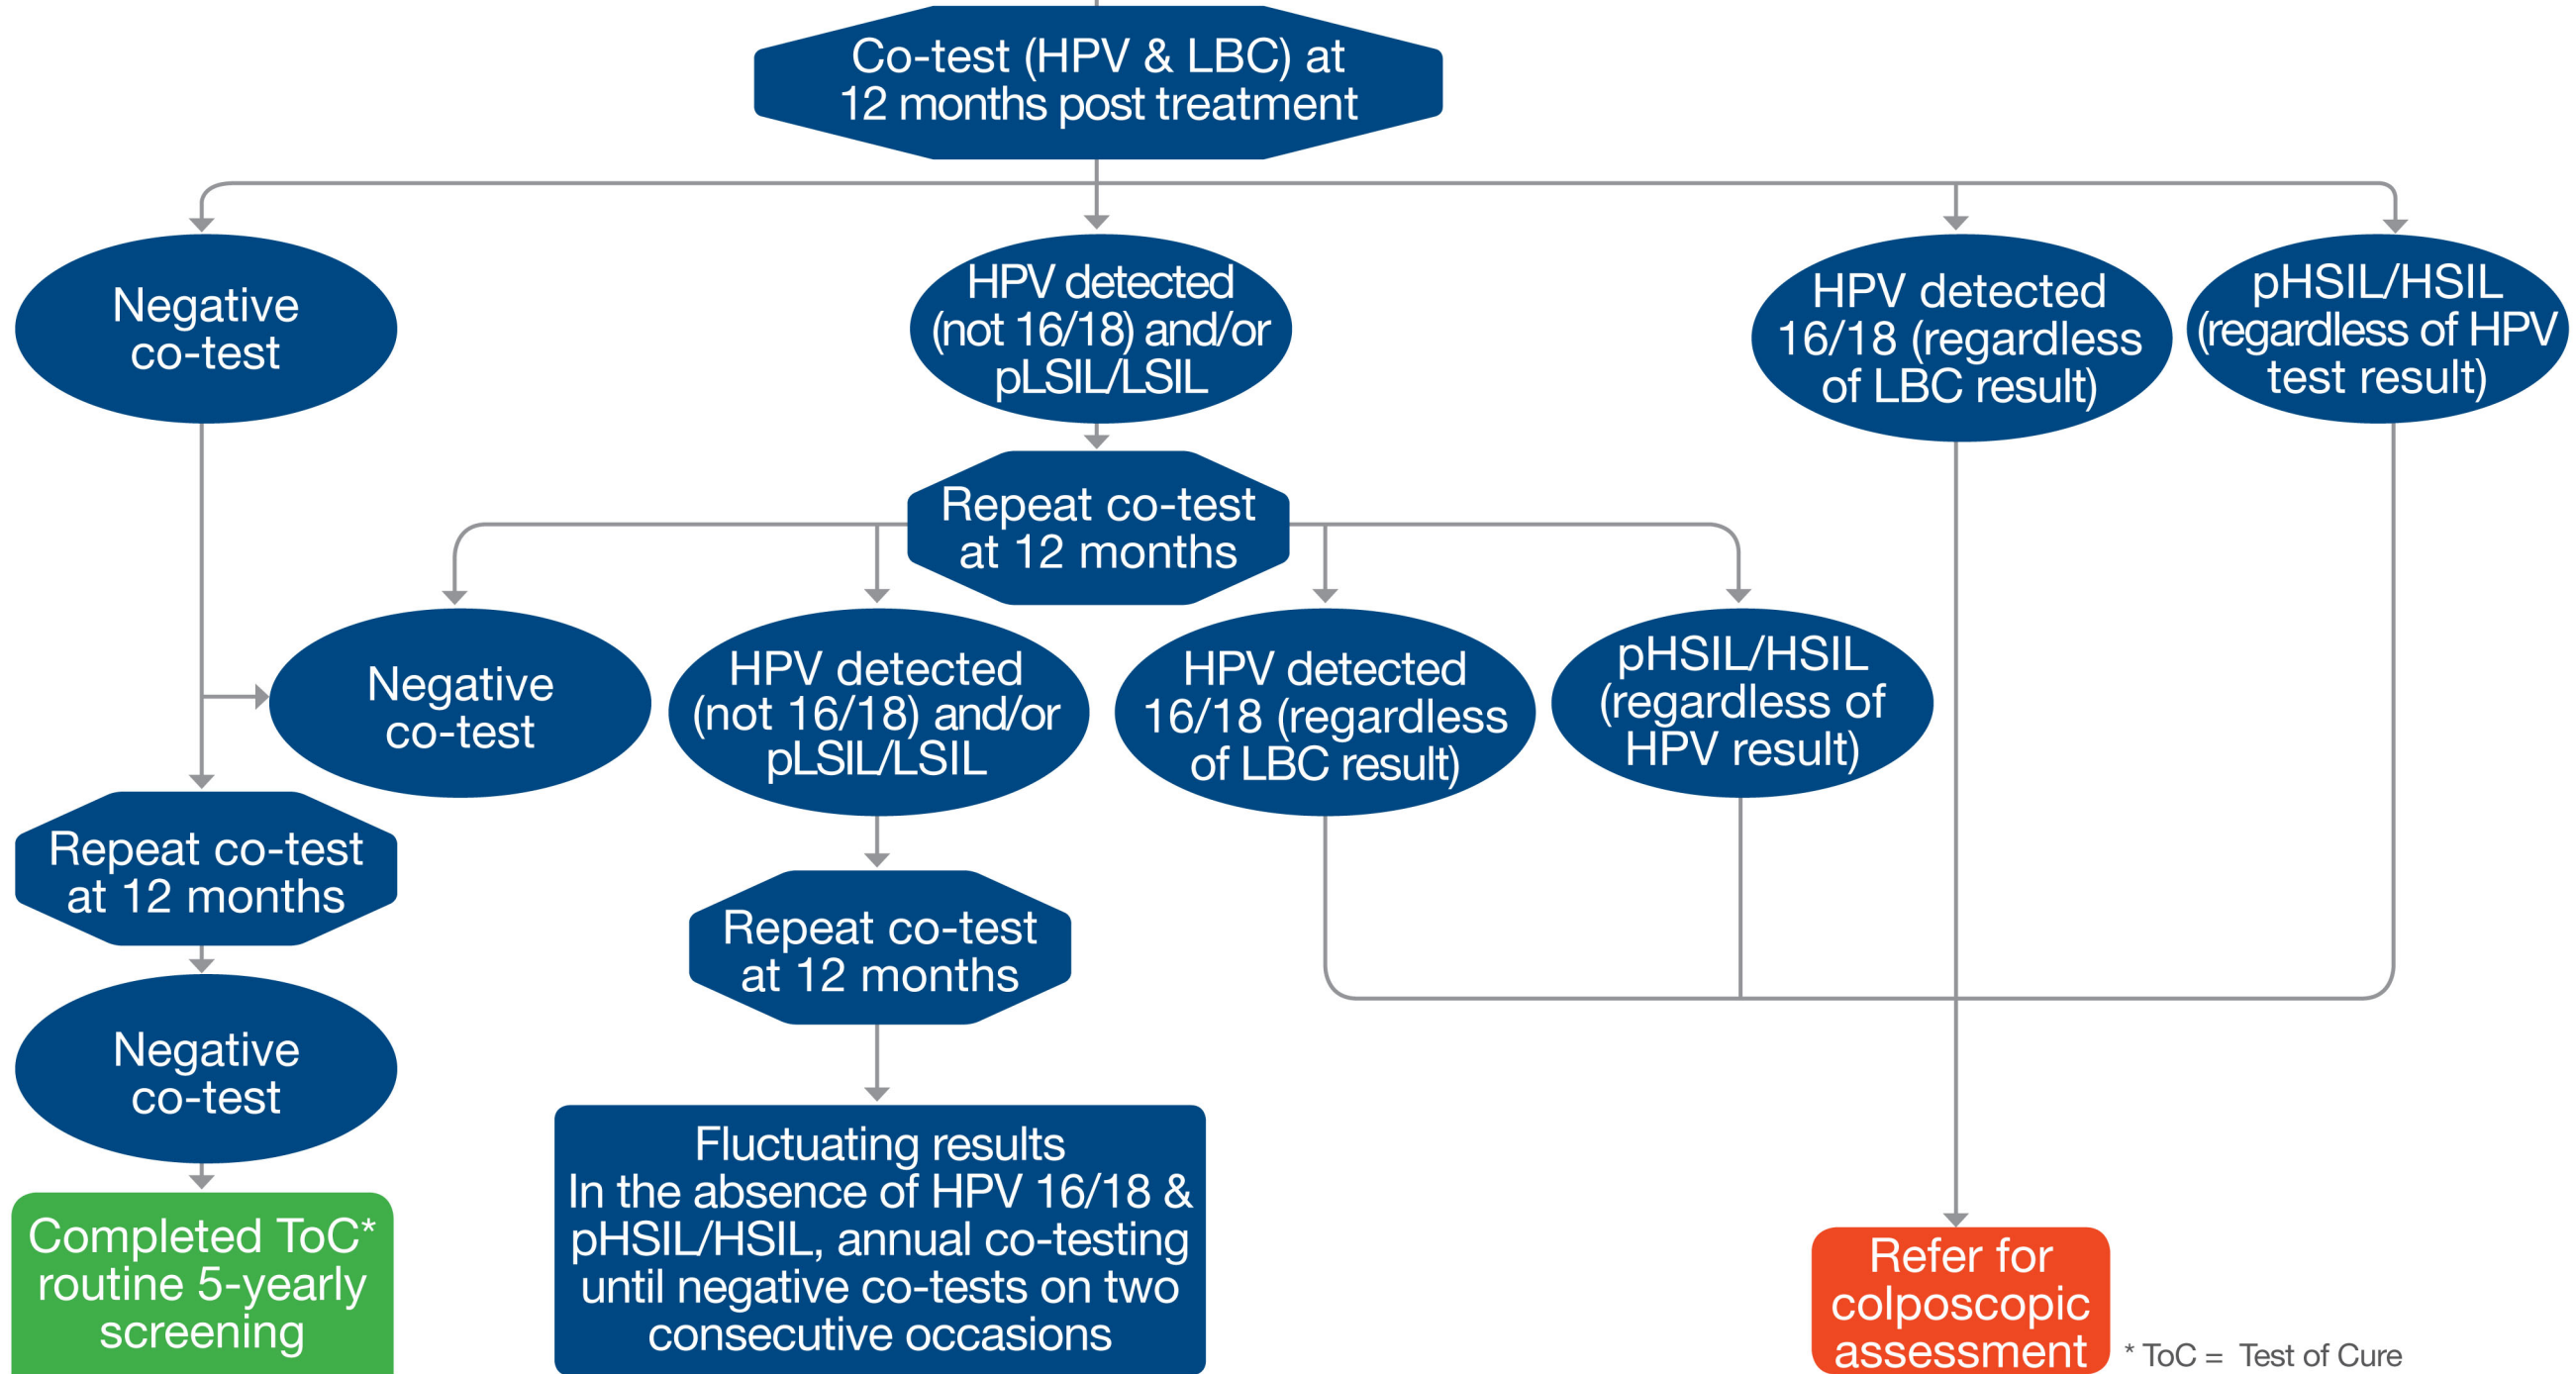 Co-test (HPV & LBC) at
12 months post treatment
Negative
co-test
HPV detected
(not 16/18) and/or
pLSIL/LSIL
HPV detected
16/18 (regardless
of LBC result)
pHSIL/HSIL
(regardless of HPV
test result)
Repeat co-test
at 12 months
Negative
co-test
HPV detected
(not 16/18) and/or
pLSIL/LSIL
HPV detected
16/18 (regardless
of LBC result)
pHSIL/HSIL
(regardless of
HPV result)
Repeat co-test
at 12 months
Repeat co-test
at 12 months
Negative
co-test
Fluctuating results
In the absence of HPV 16/18 &
pHSIL/HSIL, annual co-testing
until negative co-tests on two
consecutive occasions
Completed ToC*
routine 5-yearly
screening
Refer for
colposcopic
assessment
* ToC = Test of Cure